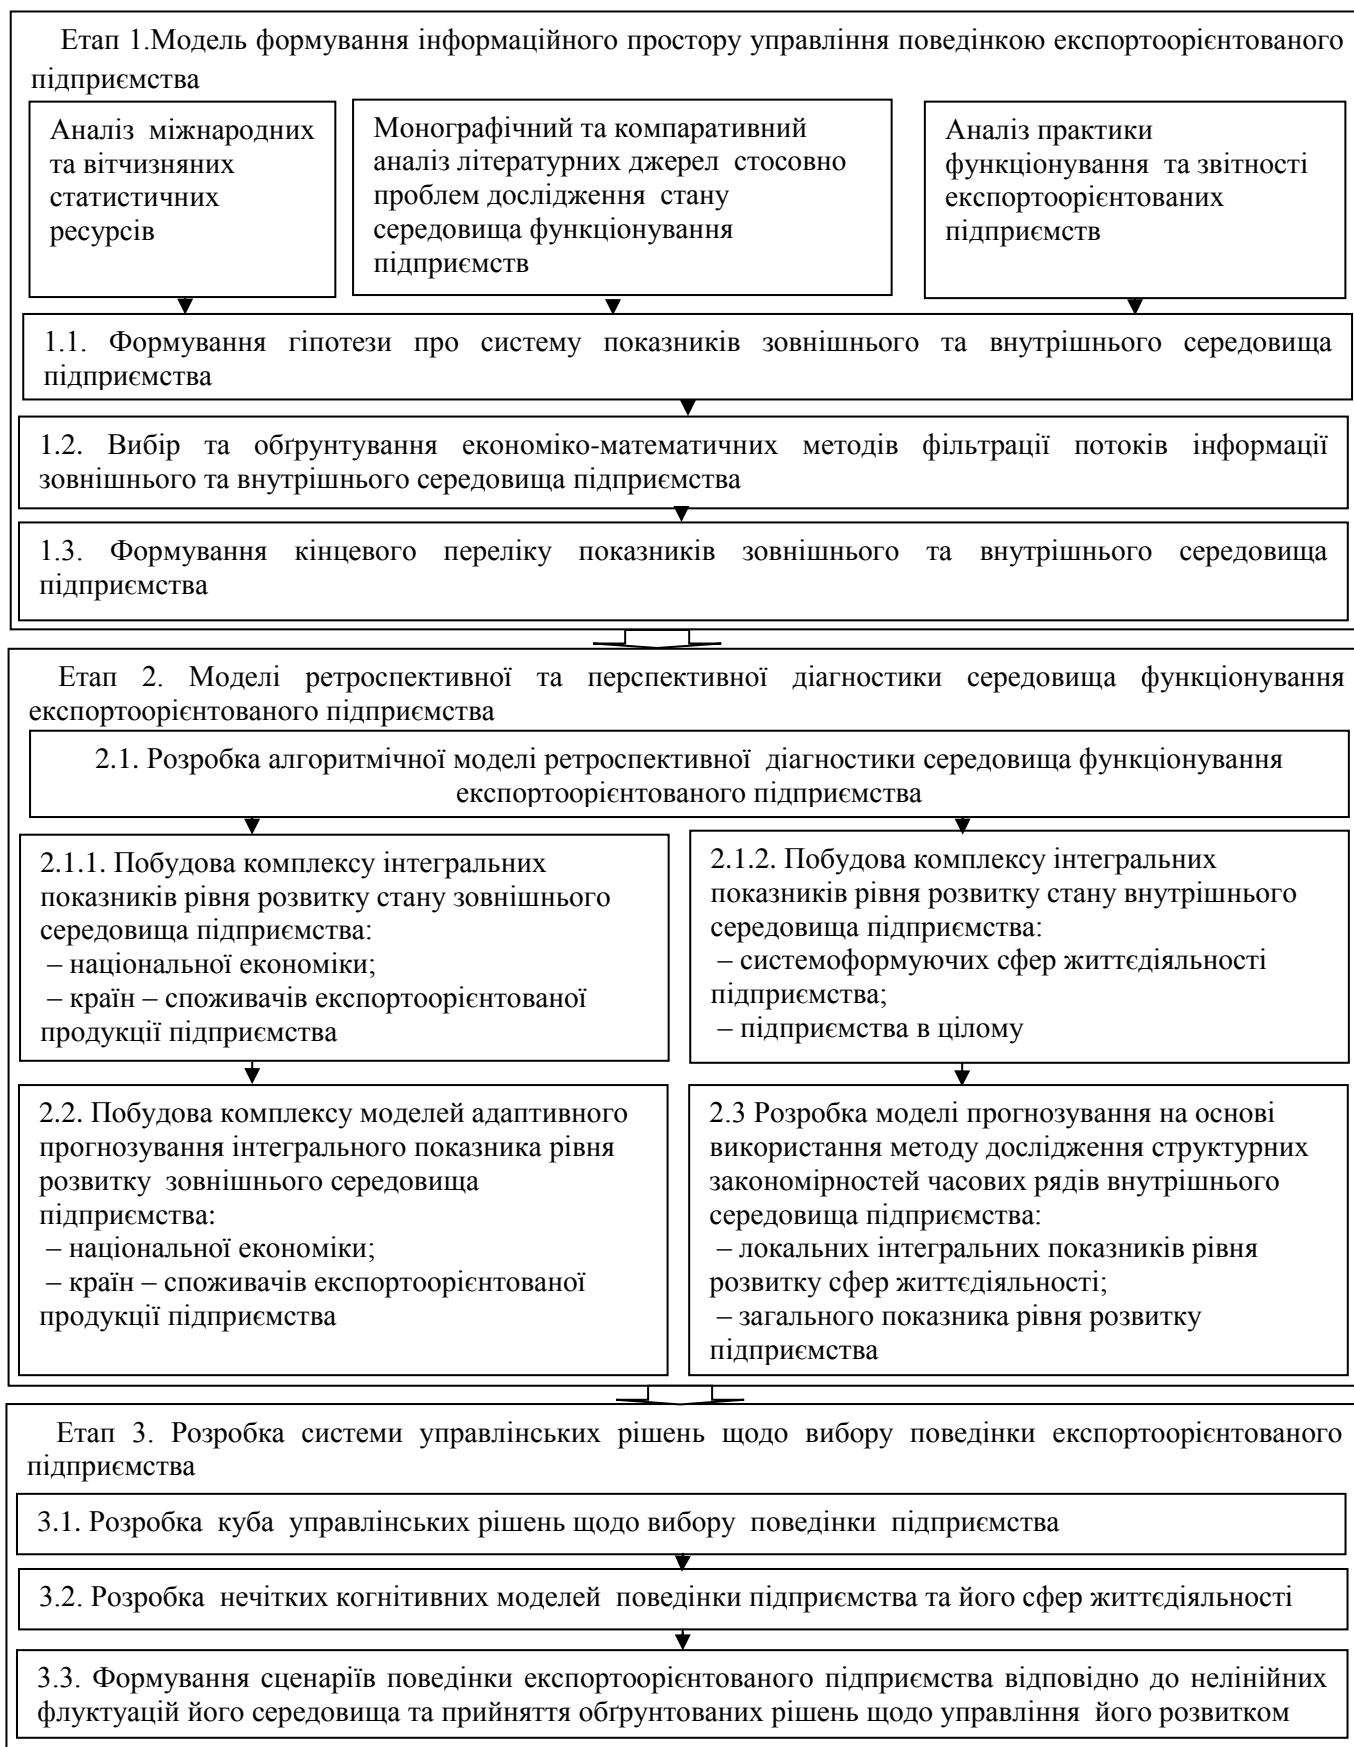 Етап 1.Модель формування інформаційного простору управління поведінкою експортоорієнтованого
підприємства
Аналіз міжнародних
та вітчизняних
статистичних
ресурсів
Монографічний та компаративний
аналіз літературних джерел стосовно
проблем дослідження стану
середовища функціонування
підприємств
Аналіз практики
функціонування та звітності
експортоорієнтованих
підприємств
1.1. Формування гіпотези про систему показників зовнішнього та внутрішнього середовища
підприємства
1.2. Вибір та обґрунтування економіко-математичних методів фільтрації потоків інформації
зовнішнього та внутрішнього середовища підприємства
1.3. Формування кінцевого переліку показників зовнішнього та внутрішнього середовища
підприємства
Етап 2. Моделі ретроспективної та перспективної діагностики середовища функціонування
експортоорієнтованого підприємства
2.1. Розробка алгоритмічної моделі ретроспективної діагностики середовища функціонування
експортоорієнтованого підприємства
2.1.1. Побудова комплексу інтегральних
показників рівня розвитку стану зовнішнього
середовища підприємства:
– національної економіки;
– країн – споживачів експортоорієнтованої
продукції підприємства
2.1.2. Побудова комплексу інтегральних
показників рівня розвитку стану внутрішнього
середовища підприємства:
– системоформуючих сфер життєдіяльності
підприємства;
– підприємства в цілому
2.2. Побудова комплексу моделей адаптивного
прогнозування інтегрального показника рівня
розвитку зовнішнього середовища
підприємства:
– національної економіки;
– країн – споживачів експортоорієнтованої
продукції підприємства
2.3 Розробка моделі прогнозування на основі
використання методу дослідження структурних
закономірностей часових рядів внутрішнього
середовища підприємства:
– локальних інтегральних показників рівня
розвитку сфер життєдіяльності;
– загального показника рівня розвитку
підприємства
Етап 3. Розробка системи управлінських рішень щодо вибору поведінки експортоорієнтованого
підприємства
3.1. Розробка куба управлінських рішень щодо вибору поведінки підприємства
3.2. Розробка нечітких когнітивних моделей поведінки підприємства та його сфер життєдіяльності
3.3. Формування сценаріїв поведінки експортоорієнтованого підприємства відповідно до нелінійних
флуктуацій його середовища та прийняття обґрунтованих рішень щодо управління його розвитком